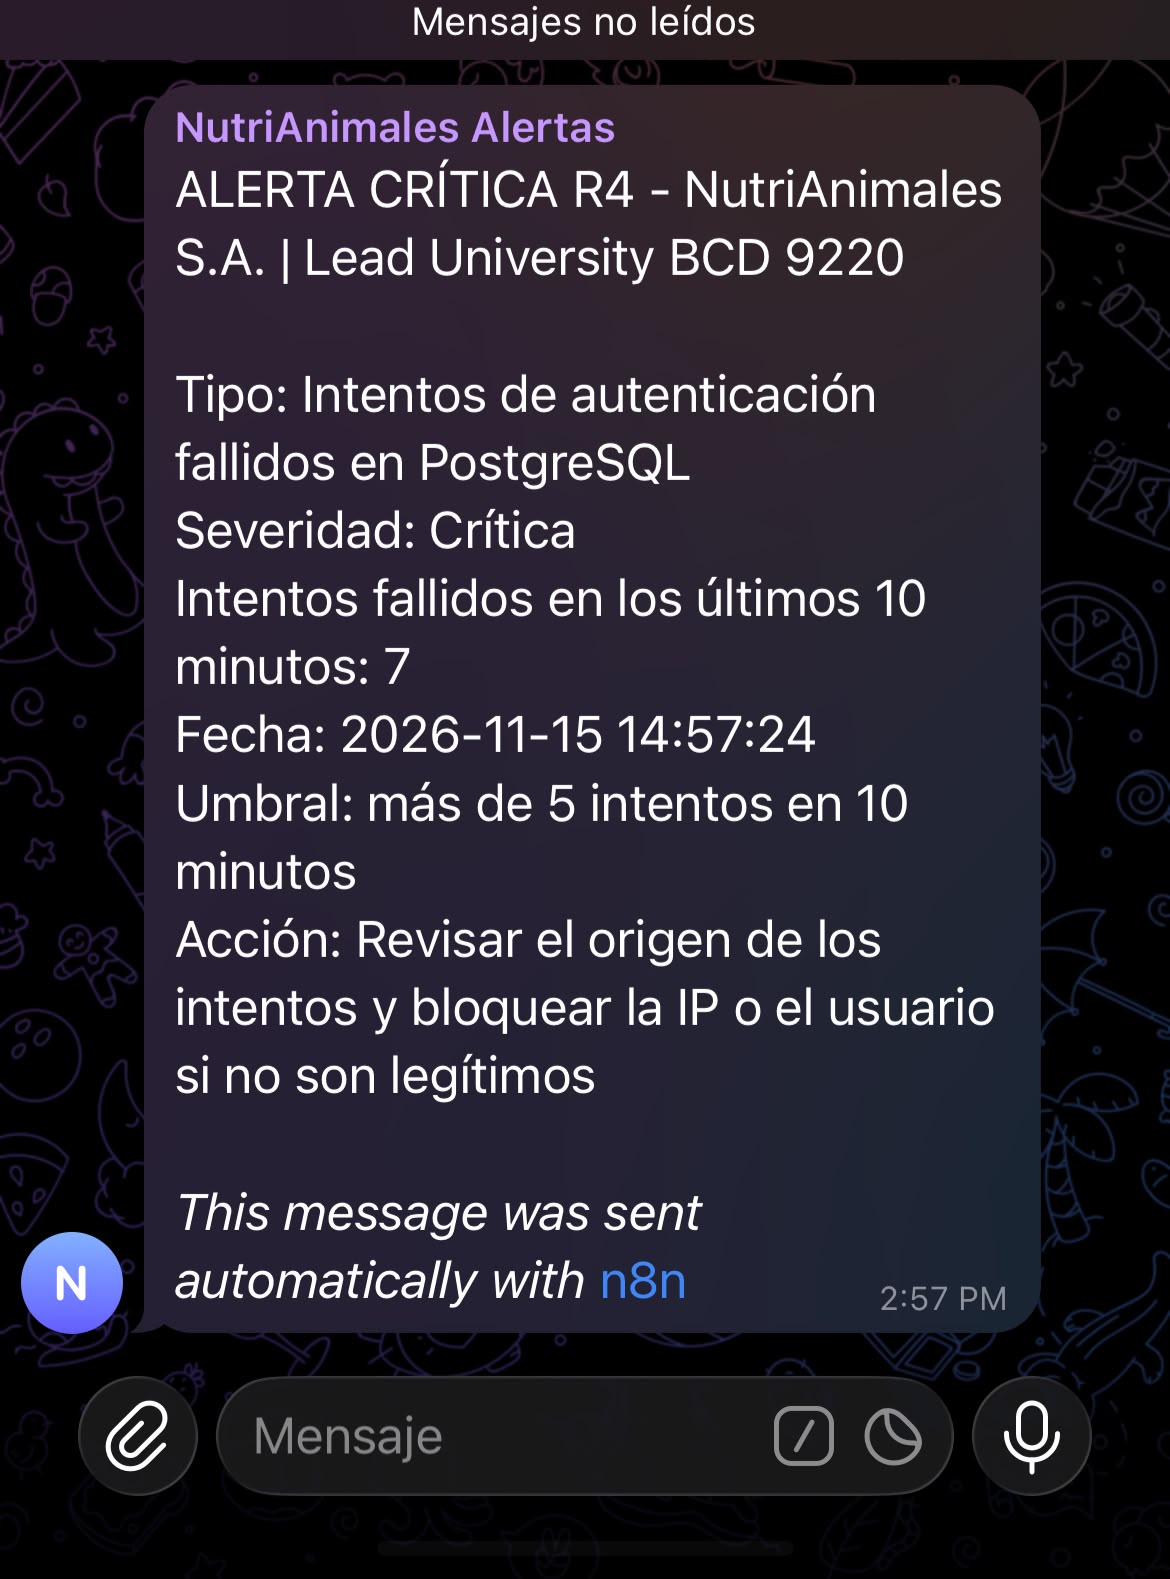 Mensajes no leídos
NutriAnimales Alertas
ALERTA CRÍTICA R4 - NutriAnimales
S.A. | Lead University BCD 9220
Tipo: Intentos de autenticación
fallidos en PostgreSQL
Severidad: Crítica
Intentos fallidos en los últimos 10
minutos: 7
Fecha: 2026-11-15 14:57:24
Umbral: más de 5 intentos en 10
minutos
Acción: Revisar el origen de los
intentos y bloquear la IP o el usuario
si no son legítimos
This message was sent
automatically with n8n
2:57 PM
N
Mensaje